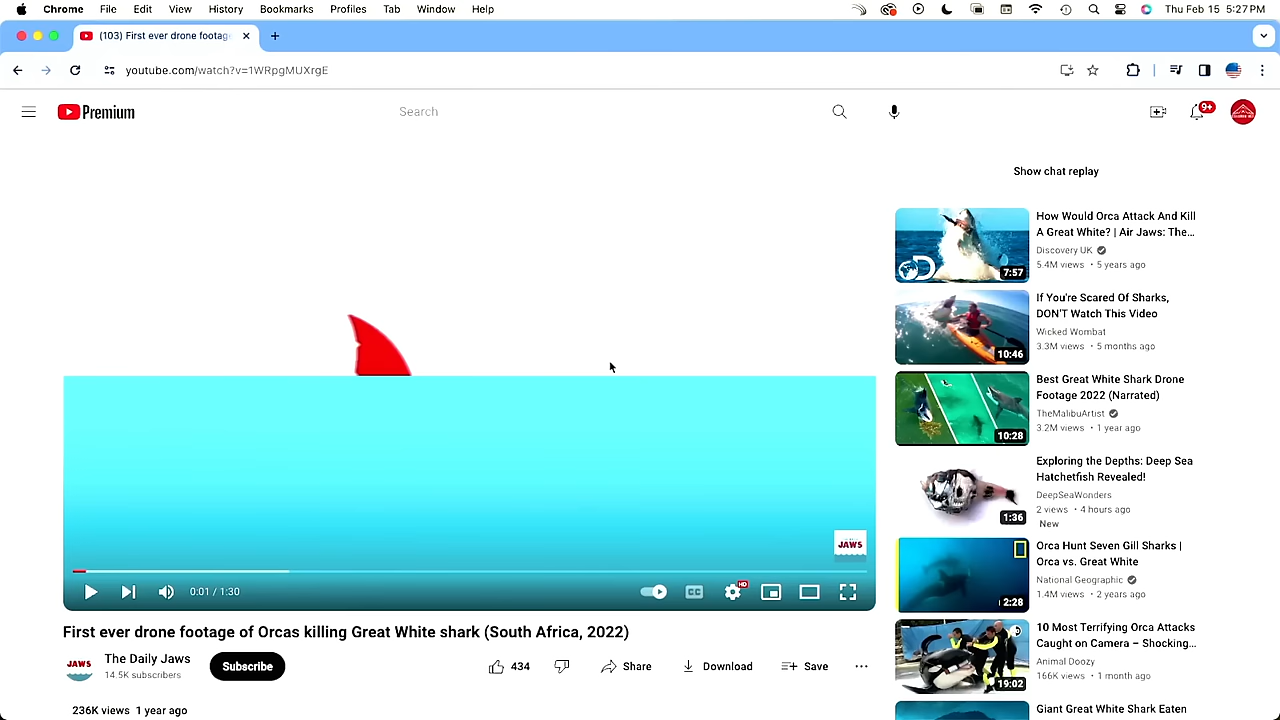 Chrome File Edit View History Bookmarks Profiles Tab Window Help Thu Feb 15 5:27 PM
(103) First ever drone footage
youtube.com/watch?v=1WRpgMUXrgE
Premium Search 9+
Show chat replay
How Would Orca Attack And Kill
A Great White? | Air Jaws: The...
Discovery UK
5.4M views • 5 years ago
7:57
If You're Scared Of Sharks,
DON'T Watch This Video
Wicked Wombat
3.3M views • 5 months ago
10:46
Best Great White Shark Drone
Footage 2022 (Narrated)
TheMalibuArtist
3.2M views • 1 year ago
10:28
Exploring the Depths: Deep Sea
Hatchetfish Revealed!
DeepSeaWonders
2 views • 4 hours ago
1:36
New
Orca Hunt Seven Gill Sharks |
Orca vs. Great White
National Geographic
1.4M views • 2 years ago
2:28
10 Most Terrifying Orca Attacks
Caught on Camera – Shocking...
Animal Doozy
166K views • 1 month ago
19:02
Giant Great White Shark Eaten
JAWS
0:01 / 1:30
CC
HD
First ever drone footage of Orcas killing Great White shark (South Africa, 2022)
JAWS
The Daily Jaws
14.5K subscribers
Subscribe
434
Share
Download
Save
236K views 1 year ago